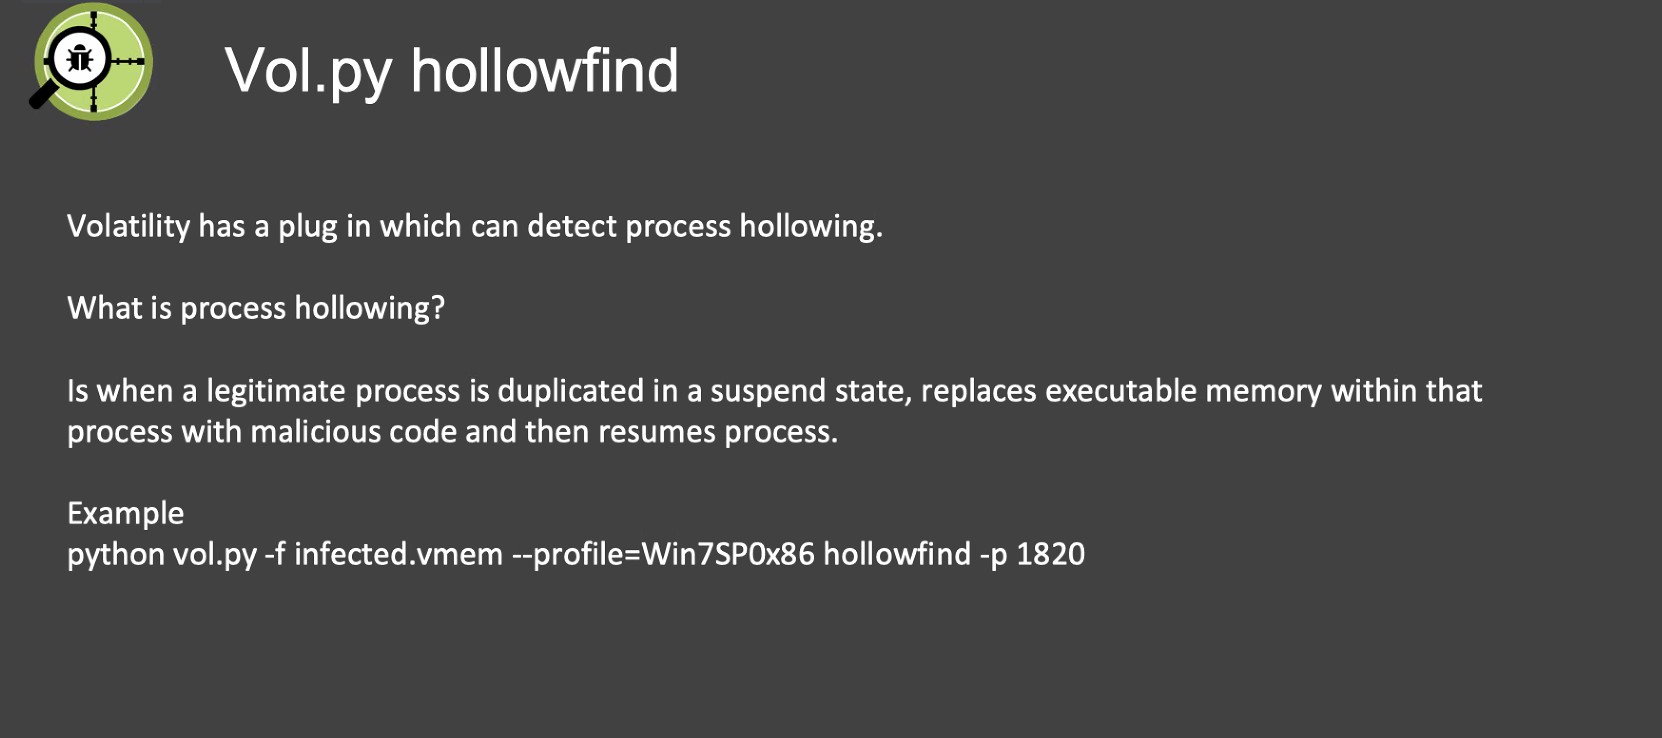 Vol.py hollowfind
Volatility has a plug in which can detect process hollowing.
What is process hollowing?
Is when a legitimate process is duplicated in a suspend state, replaces executable memory within that
process with malicious code and then resumes process.
Example
python vol.py -f infected.vmem --profile=Win7SP0x86 hollowfind -p 1820